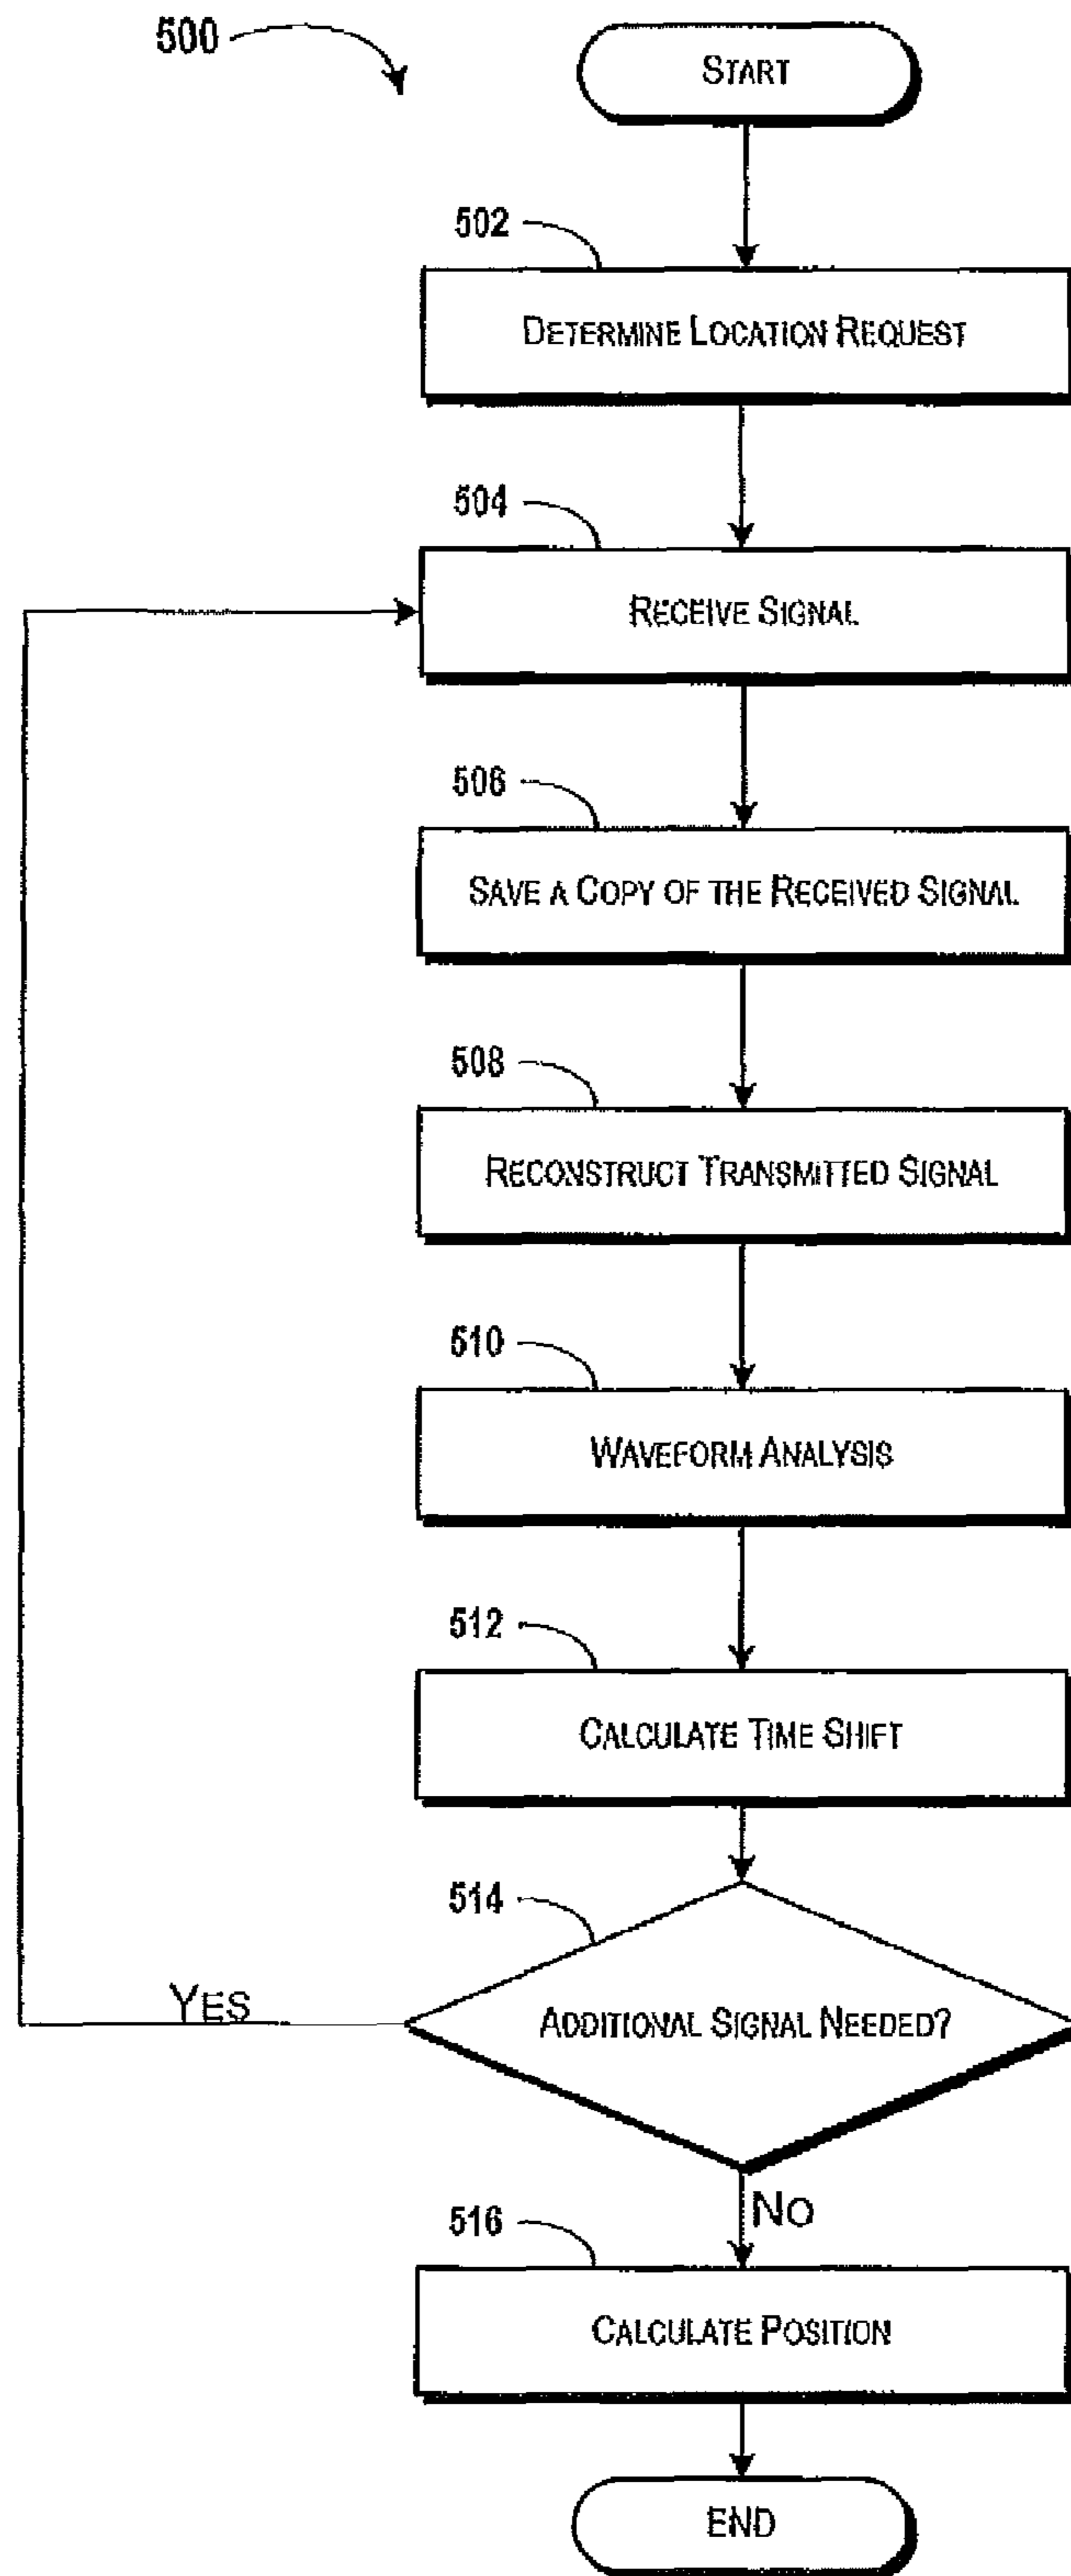 500
START
502
DETERMINE LOCATION REQUEST
504
RECEIVE SIGNAL
506
SAVE A COPY OF THE RECEIVED SIGNAL
508
RECONSTRUCT TRANSMITTED SIGNAL
510
WAVEFORM ANALYSIS
512
CALCULATE TIME SHIFT
514
YES
ADDITIONAL SIGNAL NEEDED?
NO
516
CALCULATE POSITION
END